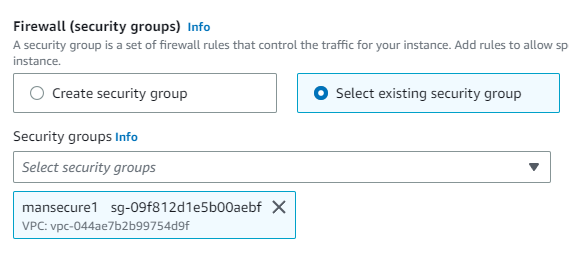 Firewall (security groups) Info
A security group is a set of firewall rules that control the traffic for your instance. Add rules to allow sp
instance.
Create security group
Select existing security group
Security groups Info
Select security groups
mansecure1 sg-09f812d1e5b00aebf
VPC: vpc-044ae7b2b99754d9f